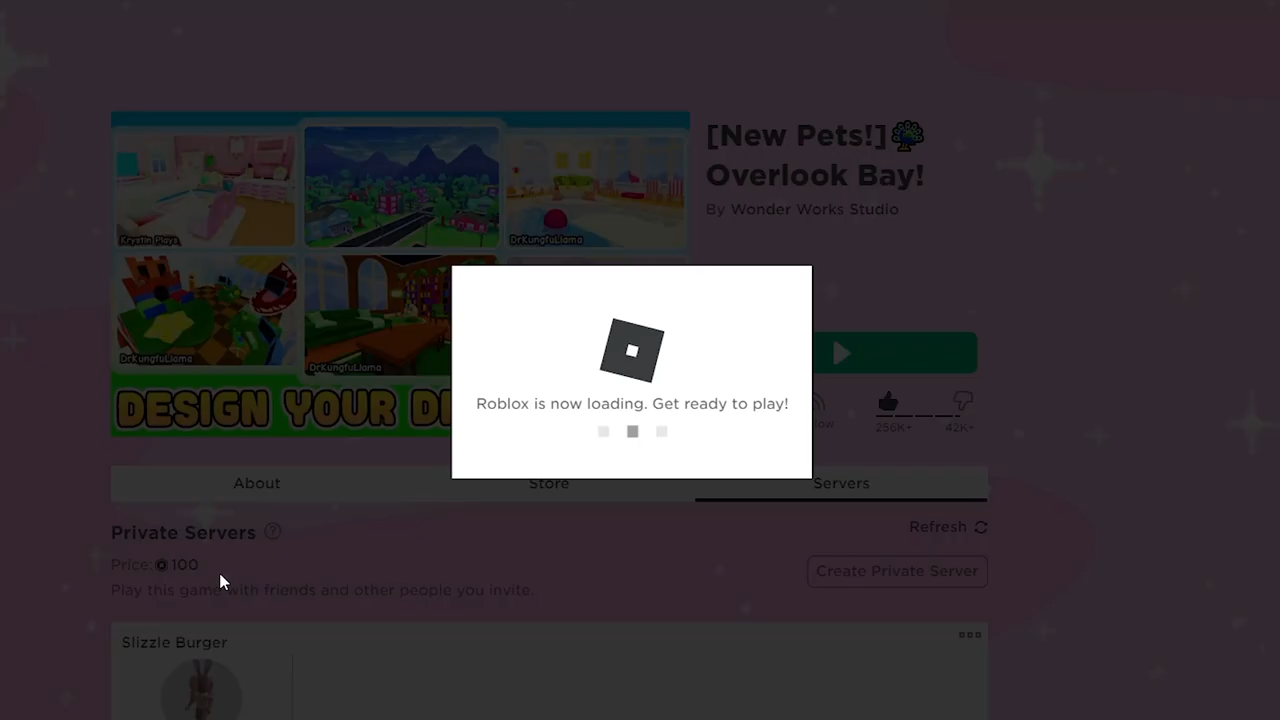 [New Pets!]🦚
Overlook Bay!
By Wonder Works Studio
Krystin Plays
DrKungfuLlama
DrKungfuLlama
DrKungfuLlama
DESIGN YOUR
Roblox is now loading. Get ready to play!
256K+
42K+
About
Store
Servers
Private Servers ?
Refresh
Price: 100
Create Private Server
Play this game with friends and other people you invite.
Slizzle Burger